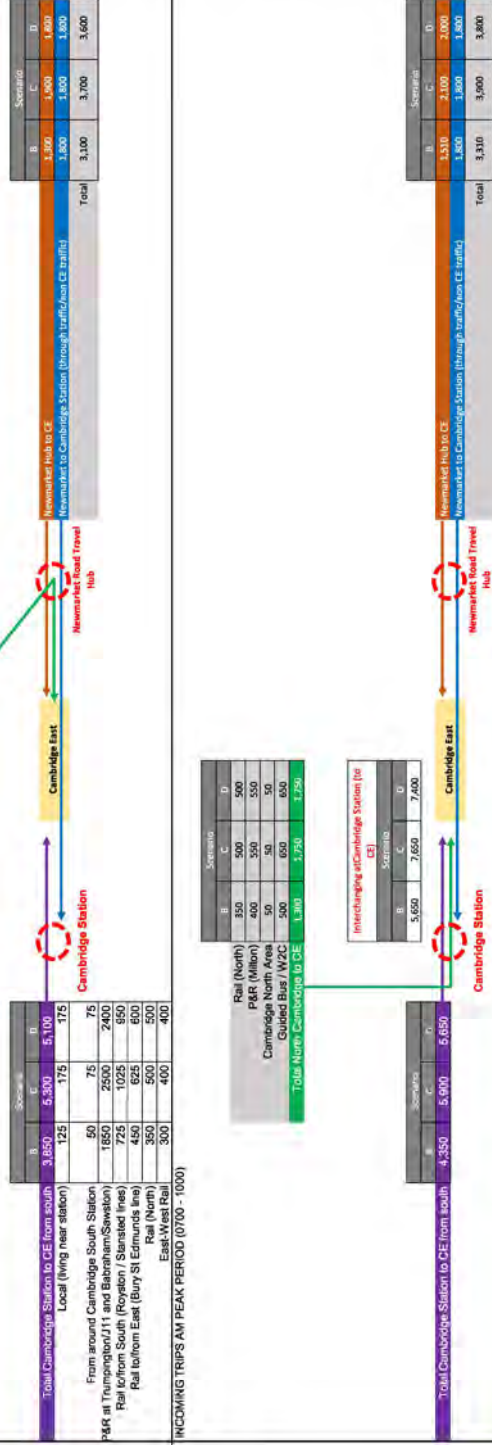 Scenario
B C D
Total Cambridge Station to CE from south 3,850 5,300 5,100
Local (living near station) 125 175 175
From around Cambridge South Station 50 75 75
P&R at Trumpington/J11 and Babraham/Sawston) 1850 2500 2400
Rail to/from South (Royston / Stansted lines) 725 1025 950
Rail to/from East (Bury St Edmunds line) 450 625 600
Rail (North) 350 500 500
East-West Rail 300 400 400
Cambridge Station
Cambridge East
Newmarket Road Travel
Hub
Scenario
B C D
Newmarket Hub to CE 1,300 1,900 1,800
Newmarket to Cambridge Station (through traffic/non CE traffic) 1,800 1,800 1,800
Total 3,100 3,700 3,600
INCOMING TRIPS AM PEAK PERIOD (0700 - 1000)
Scenario
B C D
Rail (North) 350 500 500
P&R (Milton) 400 550 550
Cambridge North Area 50 50 50
Guided Bus / W2C 500 650 650
Total North Cambridge to CE 1,300 1,750 1,750
Interchanging at Cambridge Station (to
CE)
Scenario
B C D
5,650 7,650 7,400
Scenario
B C D
Total Cambridge Station to CE from south 4,350 5,900 5,650
Cambridge Station
Cambridge East
Newmarket Road Travel
Hub
Scenario
B C D
Newmarket Hub to CE 1,510 2,100 2,000
Newmarket to Cambridge Station (through traffic/non CE traffic) 1,800 1,800 1,800
Total 3,310 3,900 3,800